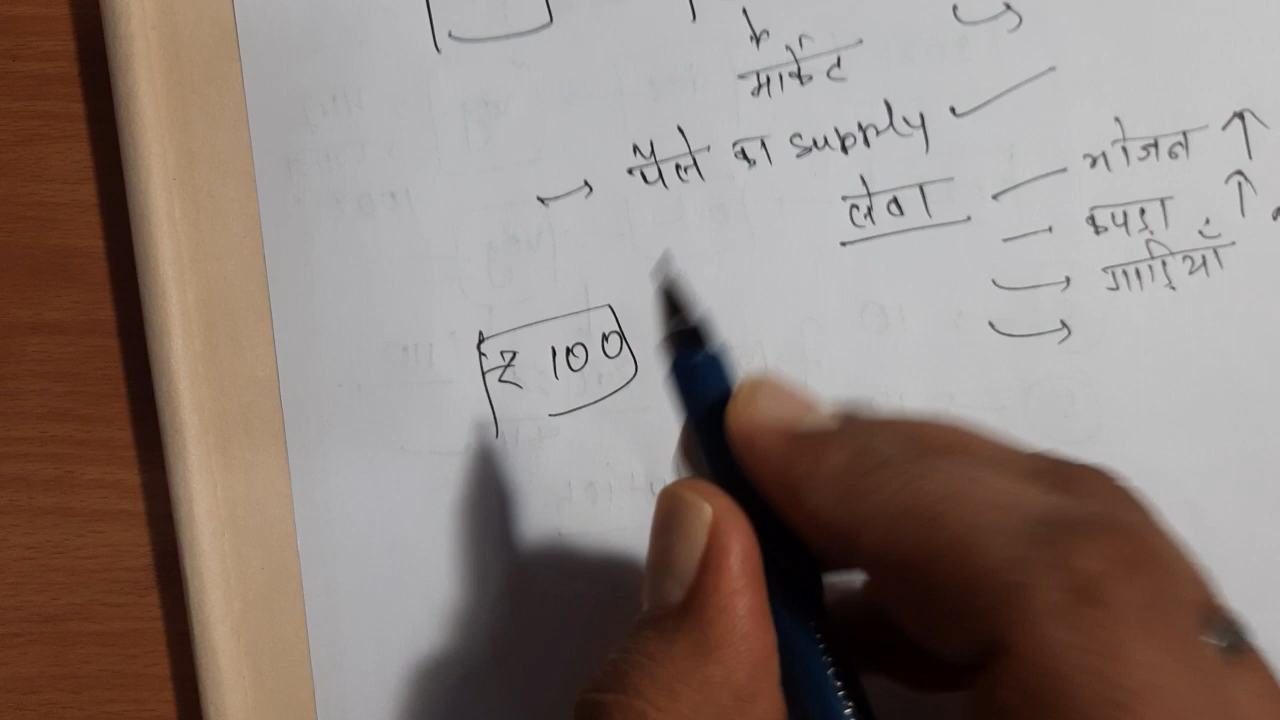 मार्केट
पैसे का supply
लेवा
भोजन ↑
कपड़ा ↑
गाड़ियाँ
₹ 100